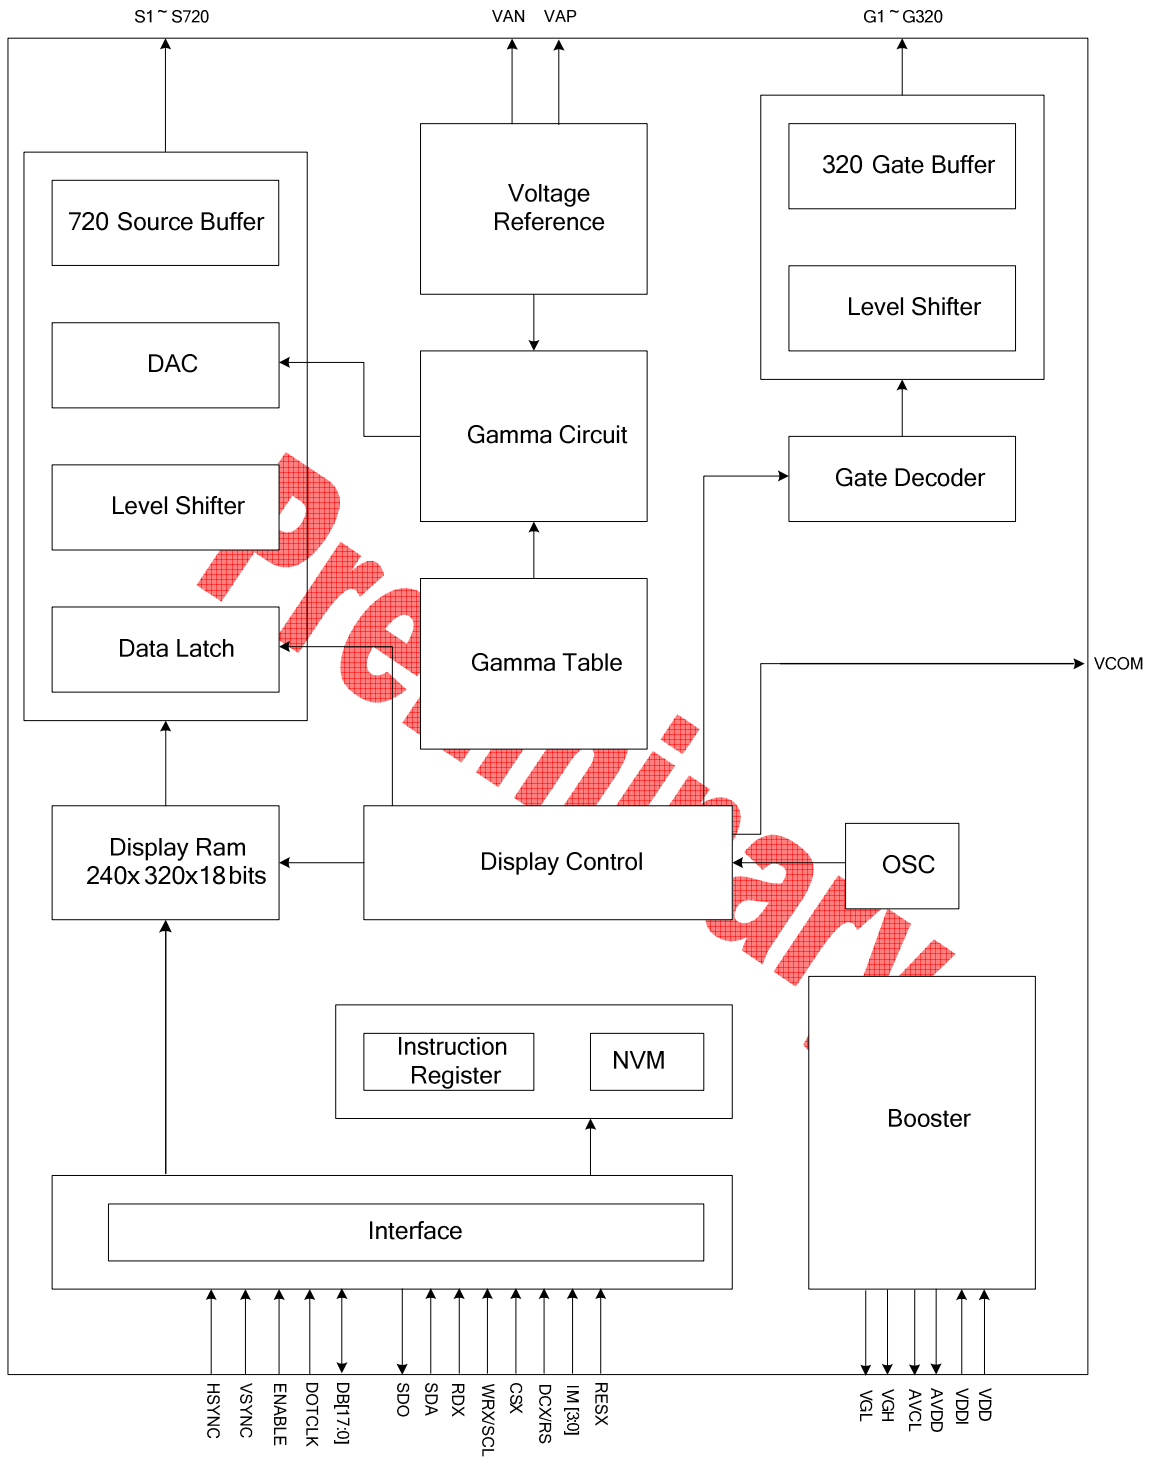 S1~S720
VAN
VAP
G1~G320
720 Source Buffer
DAC
Level Shifter
Data Latch
Voltage
Reference
Gamma Circuit
Gamma Table
320 Gate Buffer
Level Shifter
Gate Decoder
VCOM
Display Ram
240x320x18bits
Display Control
OSC
Preliminary
Instruction
Register
NVM
Booster
Interface
HSYNC
VSYNC
ENABLE
DOTCLK
DB[17:0]
SDO
SDA
RDX
WRX/SCL
CSX
DCX/RS
IM[3:0]
RESX
VGL
VGH
AVCL
AVDD
VDDI
VDD